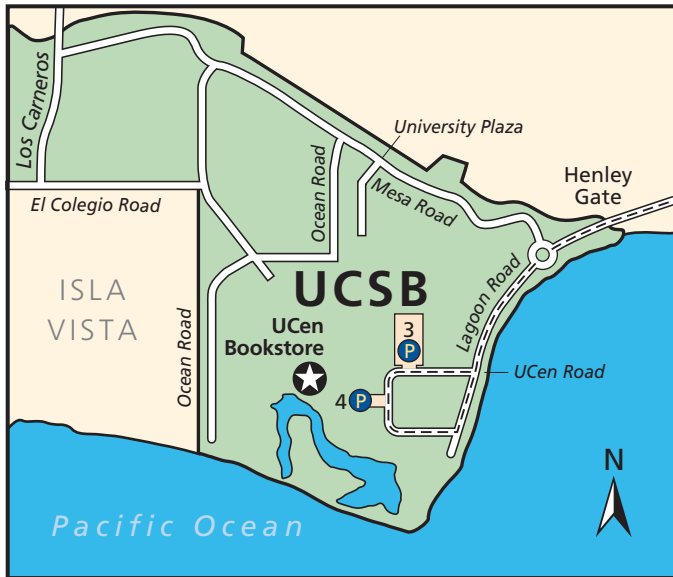 Los Carneros
University Plaza
Henley
Gate
El Colegio Road
Ocean Road
Mesa Road
ISLA
VISTA
UCSB
Lagoon Road
UCen
Bookstore
3
P
Ocean Road
UCen Road
4 P
N
Pacific Ocean